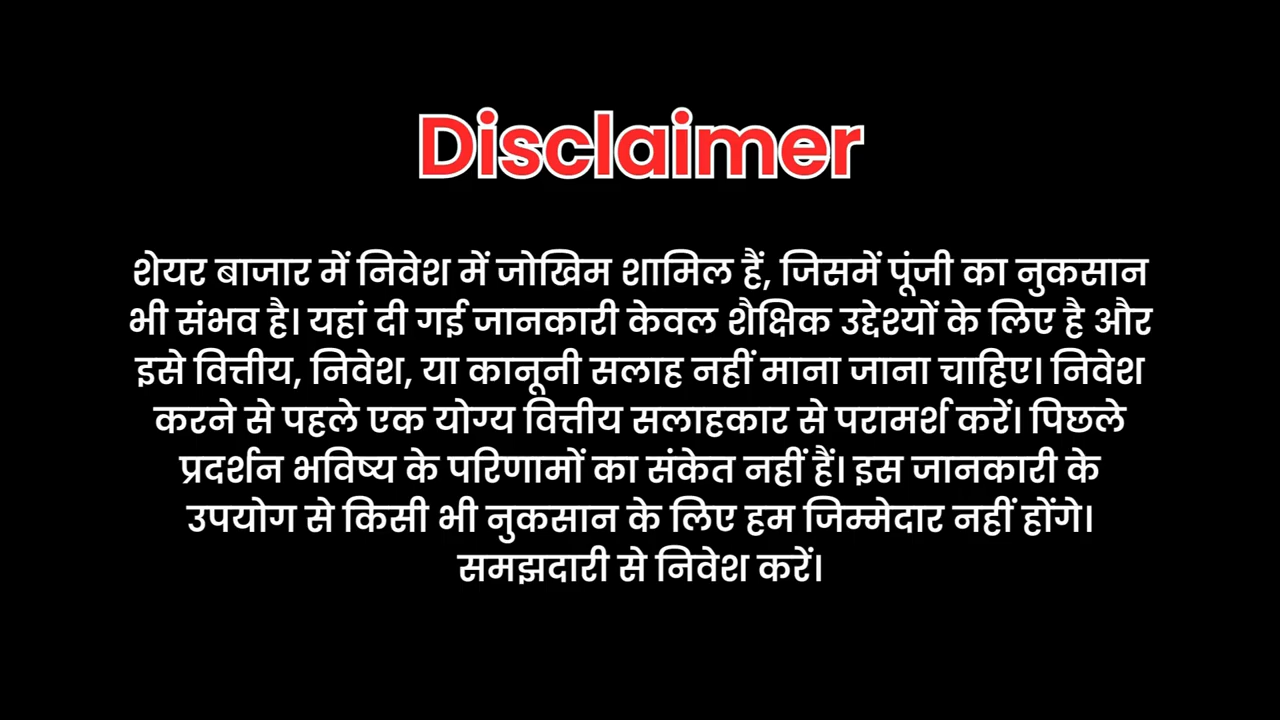 Disclaimer
शेयर बाजार में निवेश में जोखिम शामिल हैं, जिसमें पूंजी का नुकसान
भी संभव है। यहां दी गई जानकारी केवल शैक्षिक उद्देश्यों के लिए है और
इसे वित्तीय, निवेश, या कानूनी सलाह नहीं माना जाना चाहिए। निवेश
करने से पहले एक योग्य वित्तीय सलाहकार से परामर्श करें। पिछले
प्रदर्शन भविष्य के परिणामों का संकेत नहीं हैं। इस जानकारी के
उपयोग से किसी भी नुकसान के लिए हम जिम्मेदार नहीं होंगे।
समझदारी से निवेश करें।